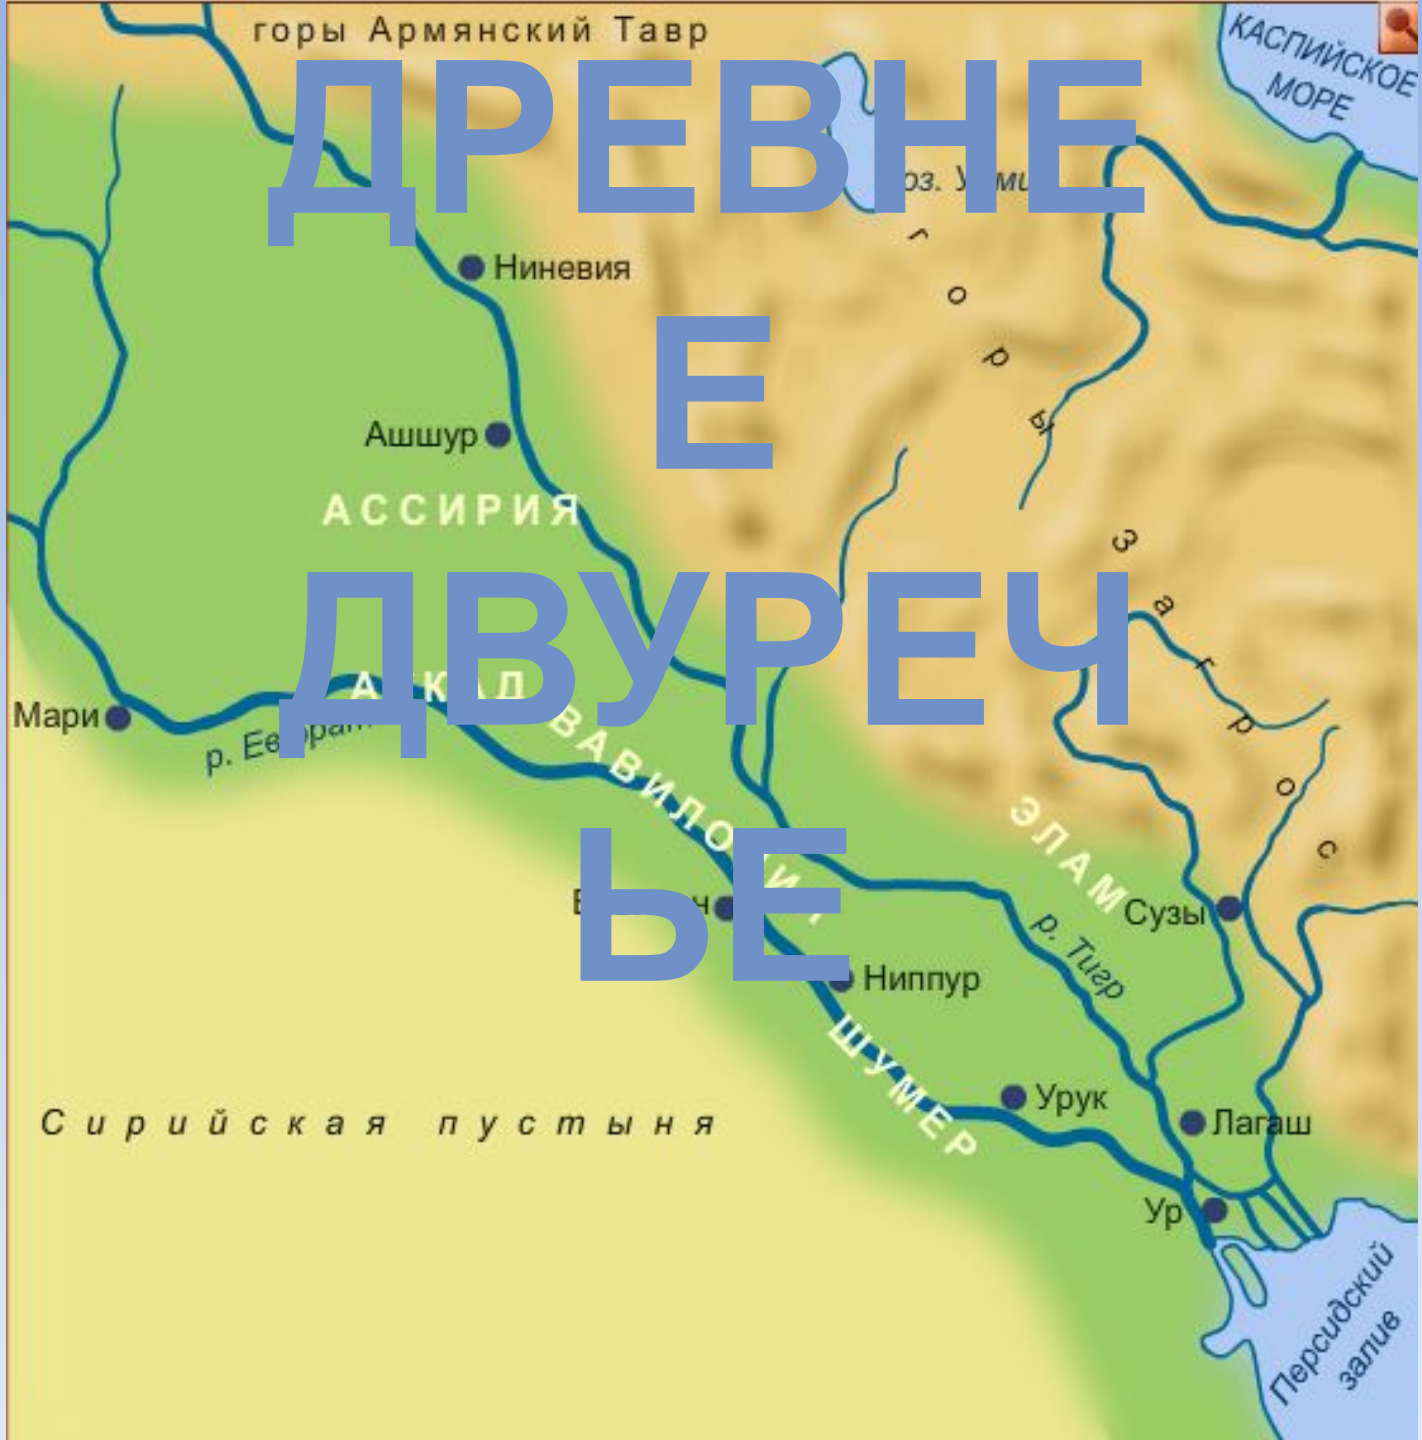 горы Армянский Тавр
КАСПИЙСКОЕ
МОРЕ
ДРЕВНЕ
Е
ДВУРЕЧ
ЬЕ
оз.
горы
Загрос
Ниневия
Ашшур
АССИРИЯ
Мари
р.
ЭЛАМ
Сузы
р. Тигр
Ниппур
ШУМЕР
Урук
Лагаш
Ур
Сирийская пустыня
Персидский
залив